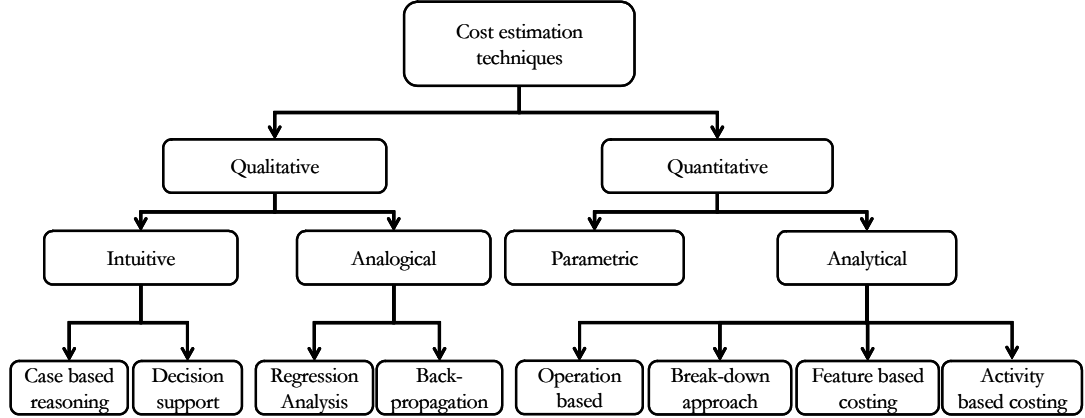 Cost estimation
techniques
Qualitative
Quantitative
Intuitive
Analogical
Parametric
Analytical
Case based
reasoning
Decision
support
Regression
Analysis
Back-
propagation
Operation
based
Break-down
approach
Feature based
costing
Activity
based costing